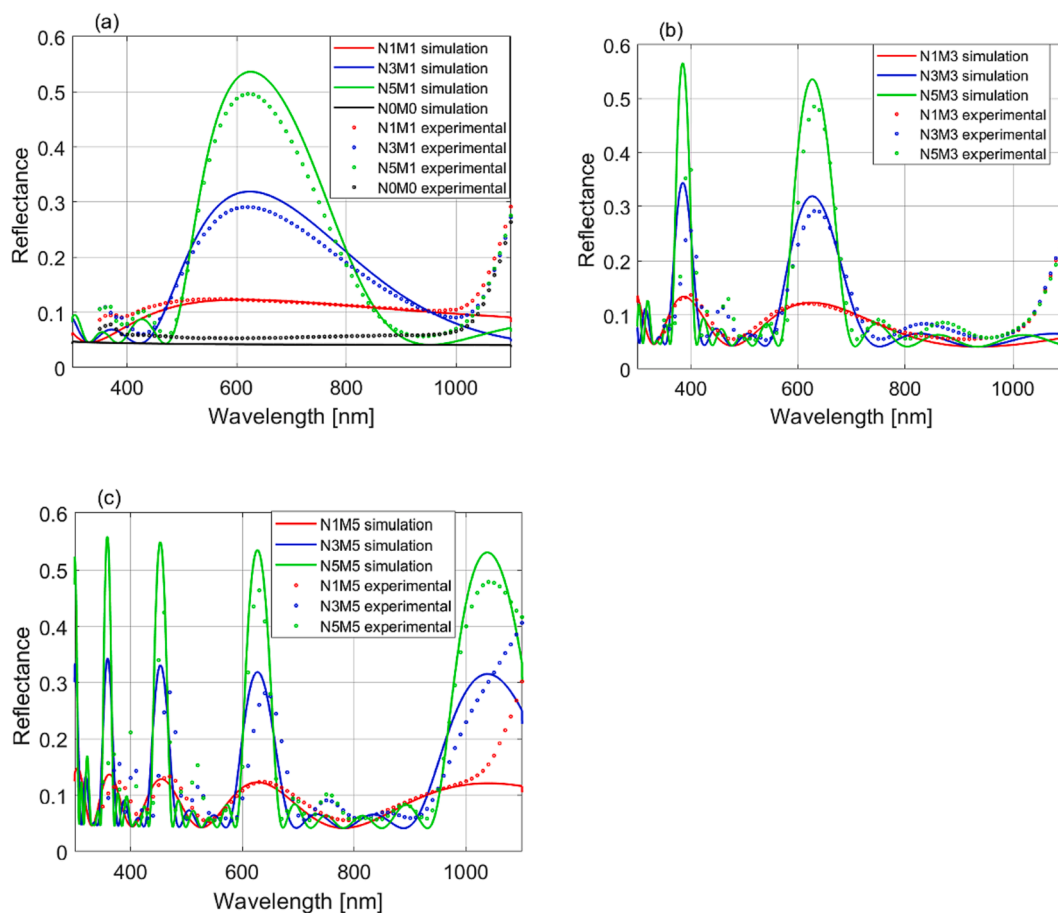 (a)
0.6
0.5
0.4
0.3
0.2
0.1
0
Reflectance
N1M1 simulation
N3M1 simulation
N5M1 simulation
N0M0 simulation
N1M1 experimental
N3M1 experimental
N5M1 experimental
N0M0 experimental
400 600 800 1000
Wavelength [nm]
(b)
0.6
0.5
0.4
0.3
0.2
0.1
0
Reflectance
N1M3 simulation
N3M3 simulation
N5M3 simulation
N1M3 experimental
N3M3 experimental
N5M3 experimental
400 600 800 1000
Wavelength [nm]
(c)
0.6
0.5
0.4
0.3
0.2
0.1
0
Reflectance
N1M5 simulation
N3M5 simulation
N5M5 simulation
N1M5 experimental
N3M5 experimental
N5M5 experimental
400 600 800 1000
Wavelength [nm]